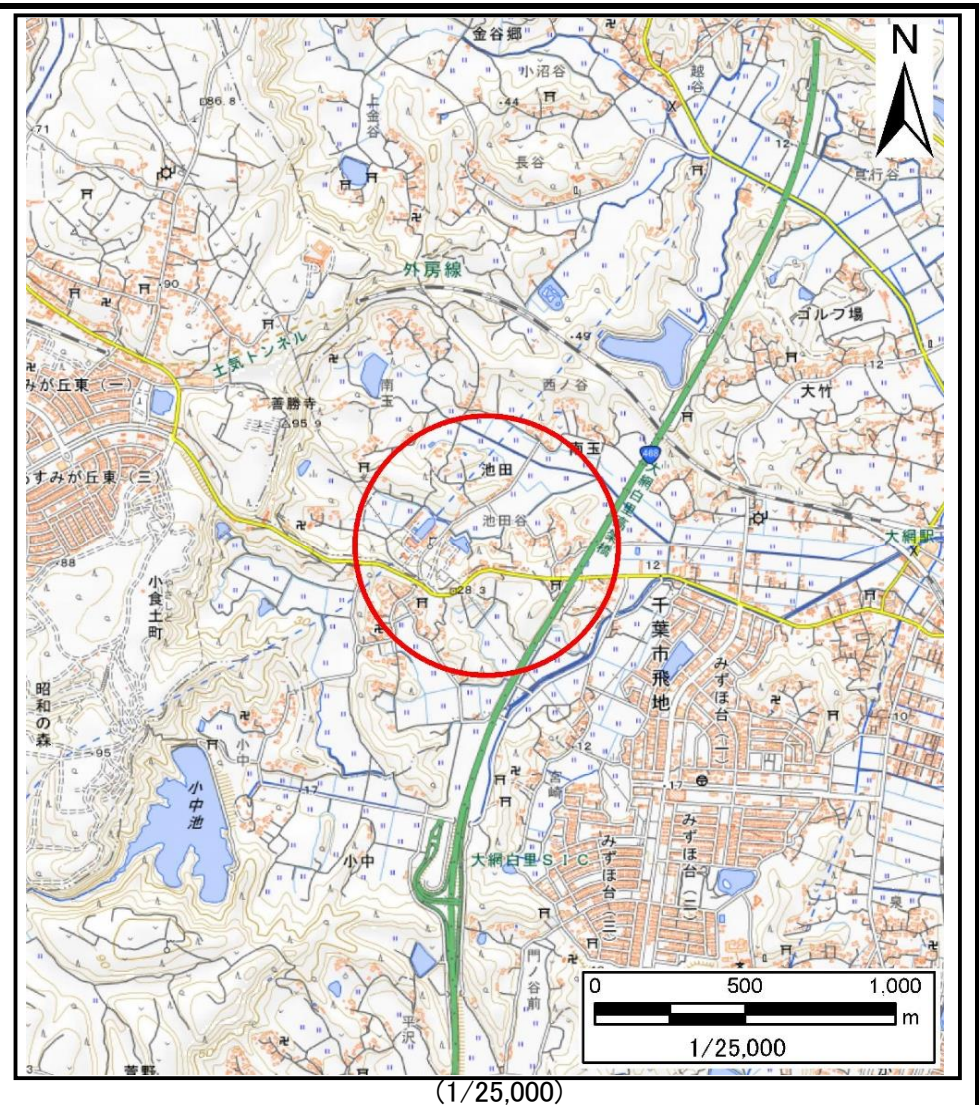 金谷郷
N
小沼谷
越谷
86.8
上金谷
・44
・71
長谷
12
真行谷
外房線
・90
ゴルフ場
土気トンネル
・49
大竹
12
みが丘東(一)
南玉
西ノ谷
善勝寺
95.9
南玉
468
池田
すみが丘東(三)
池田谷
大網駅
・88
12
28.3
小食土町
千葉市飛地
みずほ台(一)
昭和の森
・95
小中
12
宮崎
・10
・17
・17
小中池
小中
大網白里SIC
みずほ台(三)
みずほ台(二)
泉
門ノ谷前
平沢
菅野
0 500 1,000
m
1/25,000
(1/25,000)